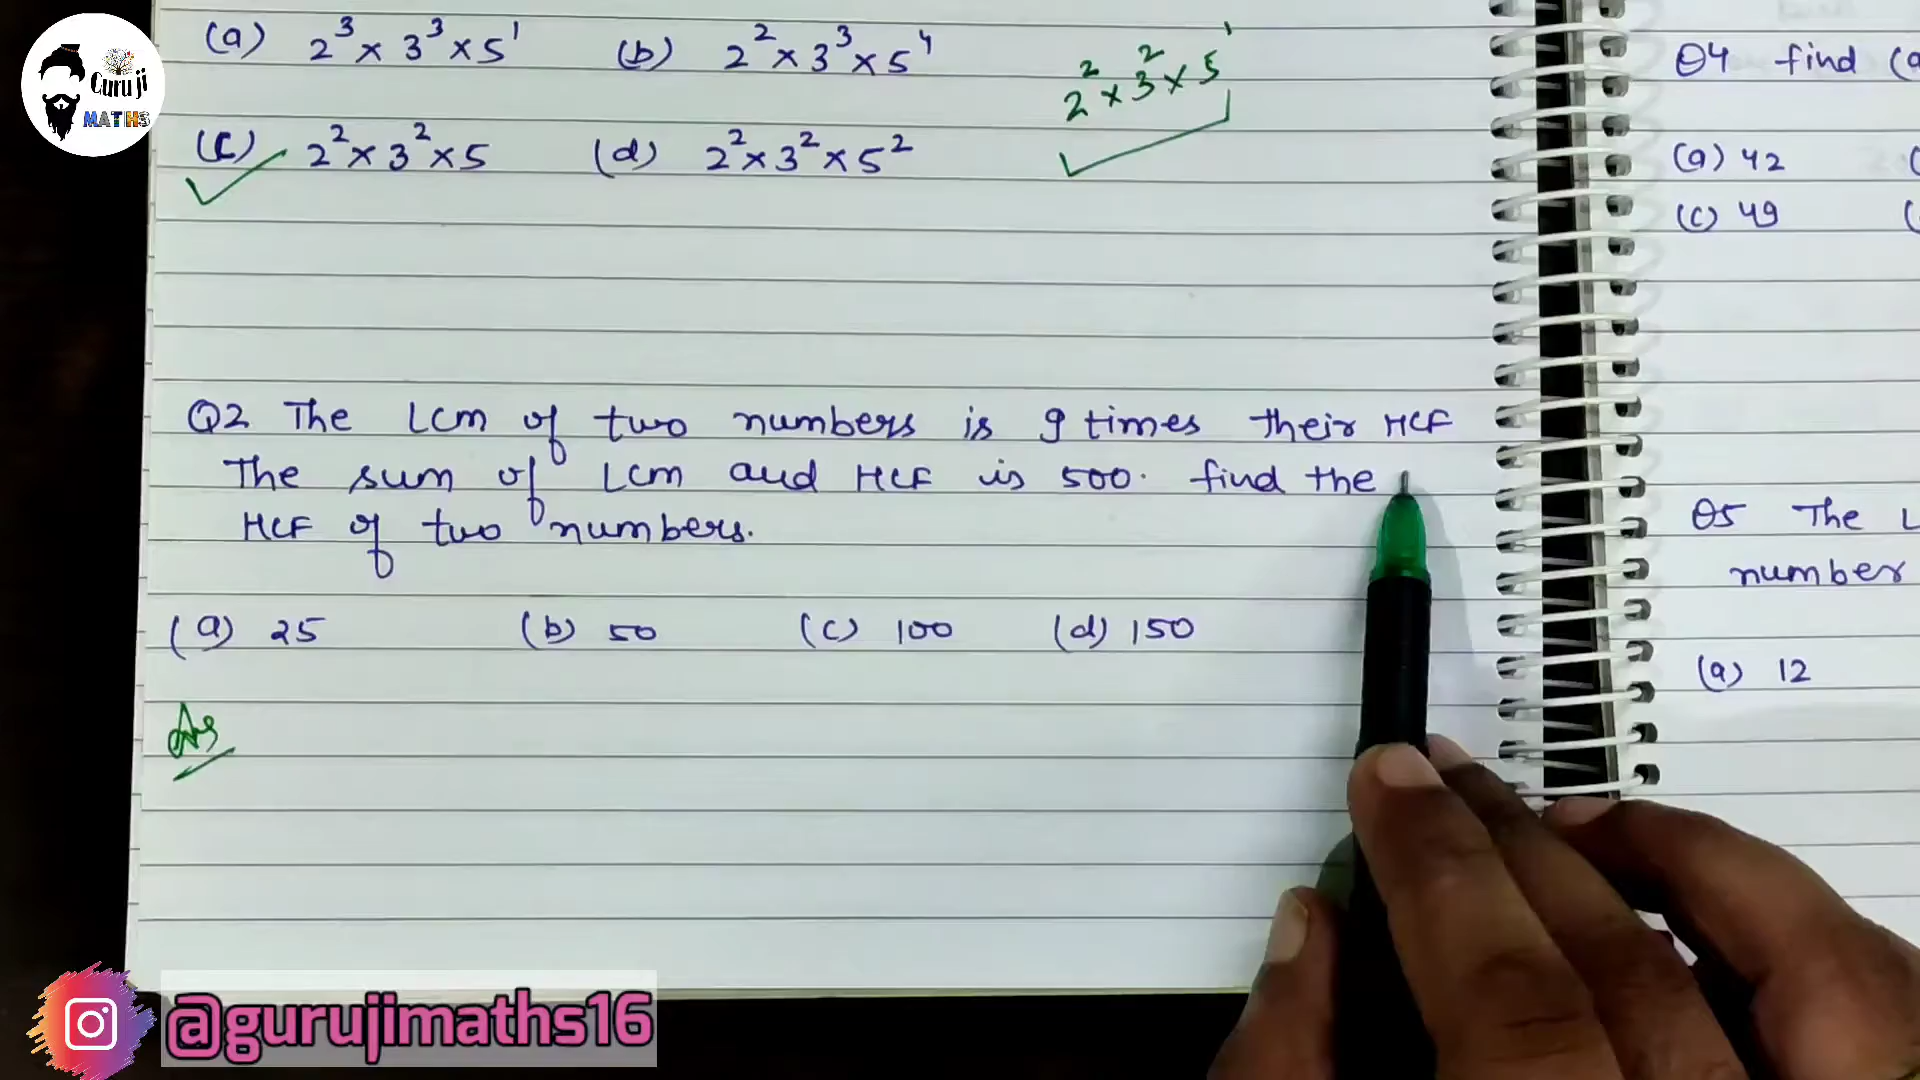 Guru ji
MATHS
(a) 2³ × 3³ × 5¹ (b) 2² × 3³ × 5⁴
2² × 3² × 5¹
(c) 2² × 3² × 5 (d) 2² × 3² × 5²
Q2 The LCM of two numbers is 9 times their HCF
The sum of LCM and HCF is 500. find the
HCF of two numbers.
(a) 25 (b) 50 (c) 100 (d) 150
As
Q4 find (a
(a) 42 (
(c) 49 (
Q5 The L
number
(a) 12
@gurujimaths16